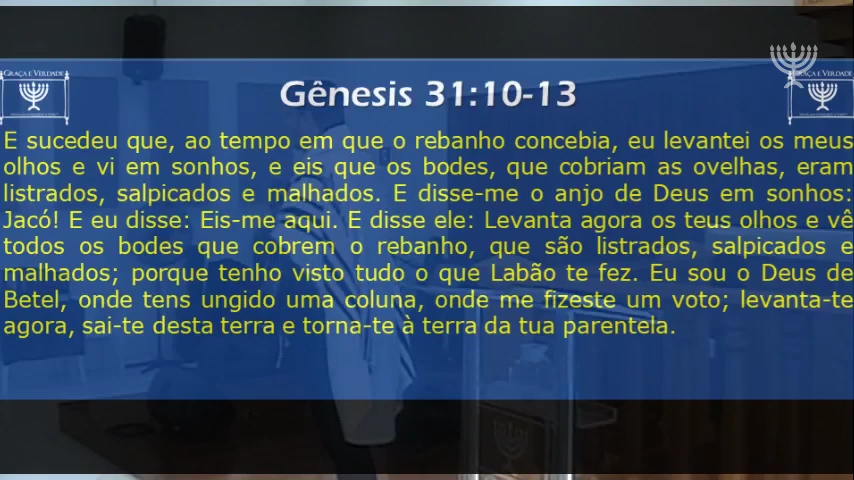 GRAÇA E VERDADE
GRAÇA E VERDADE
Gênesis 31:10-13
E sucedeu que, ao tempo em que o rebanho concebia, eu levantei os meus
olhos e vi em sonhos, e eis que os bodes, que cobriam as ovelhas, eram
listrados, salpicados e malhados. E disse-me o anjo de Deus em sonhos:
Jacó! E eu disse: Eis-me aqui. E disse ele: Levanta agora os teus olhos e vê
todos os bodes que cobrem o rebanho, que são listrados, salpicados e
malhados; porque tenho visto tudo o que Labão te fez. Eu sou o Deus de
Betel, onde tens ungido uma coluna, onde me fizeste um voto; levanta-te
agora, sai-te desta terra e torna-te à terra da tua parentela.